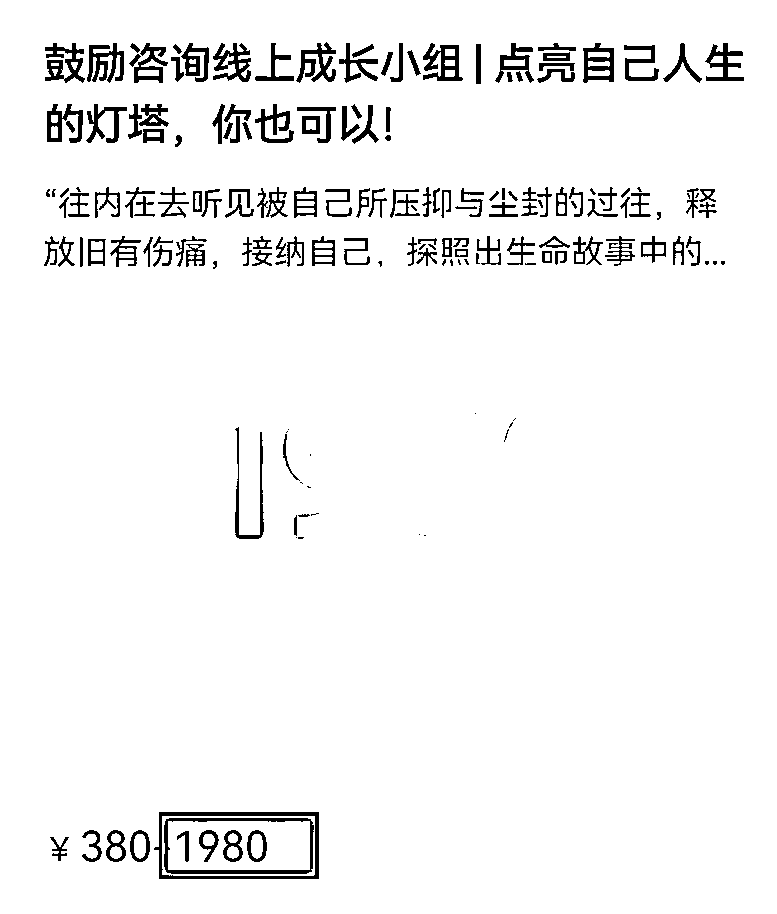 鼓励咨询线上成长小组 | 点亮自己人生
的灯塔，你也可以!
“往内在去听见被自己所压抑与尘封的过往，释
放旧有伤痛，接纳自己，探照出生命故事中的...
￥380-1980